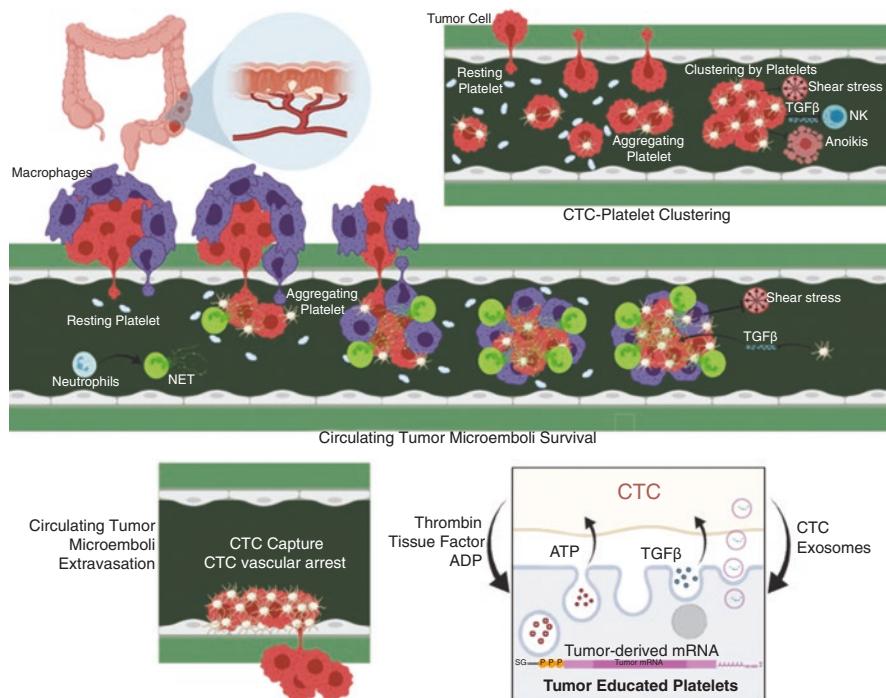 Tumor Cell
Resting
Platelet
Clustering by Platelets
Shear stress
TGFβ
NK
Aggregating
Platelet
Anoikis
CTC-Platelet Clustering
Macrophages
Resting Platelet
Aggregating
Platelet
Shear stress
TGFβ
Neutrophils
NET
Circulating Tumor Microemboli Survival
Circulating Tumor
Microemboli
Extravasation
CTC Capture
CTC vascular arrest
CTC
Thrombin
Tissue Factor
ADP
ATP
TGFβ
CTC
Exosomes
Tumor-derived mRNA
SG
P P P
Tumor mRNA
Tumor Educated Platelets